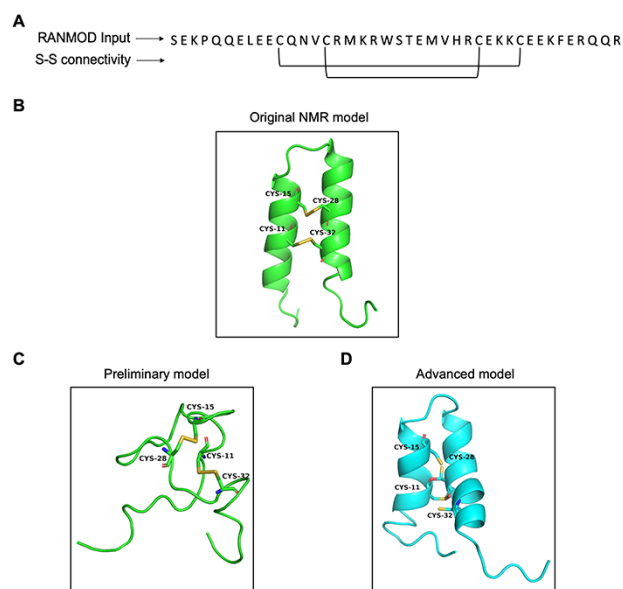 A
RANMOD Input SEKPQQELEECQNVCRMKRWSTEMVHRCEKKCEEKFERQQR
S-S connectivity
B
Original NMR model
CYS-15
CYS-28
CYS-11
CYS-32
C
Preliminary model
CYS-15
CYS-28
CYS-11
CYS-32
D
Advanced model
CYS-15
CYS-28
CYS-11
CYS-32